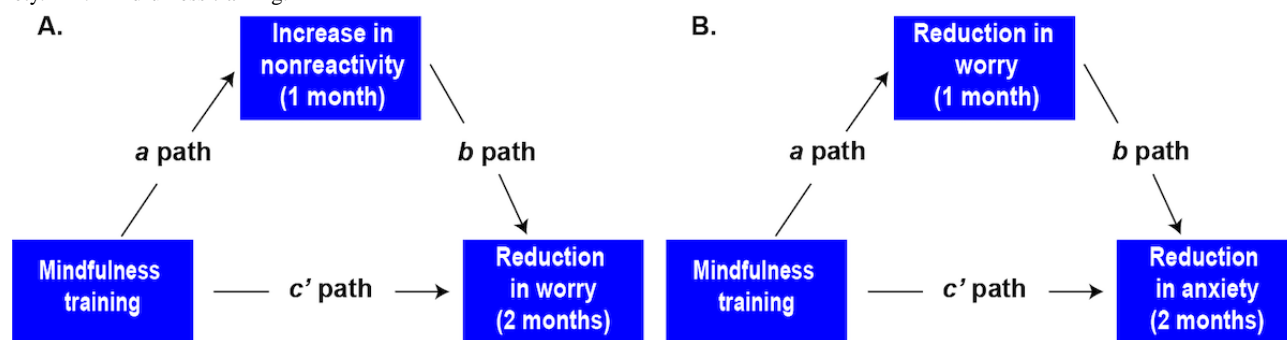 A.
Increase in
nonreactivity
(1 month)
a path
b path
Mindfulness
training
c’ path
Reduction
in worry
(2 months)
B.
Reduction in
worry
(1 month)
a path
b path
Mindfulness
training
c’ path
Reduction
in anxiety
(2 months)